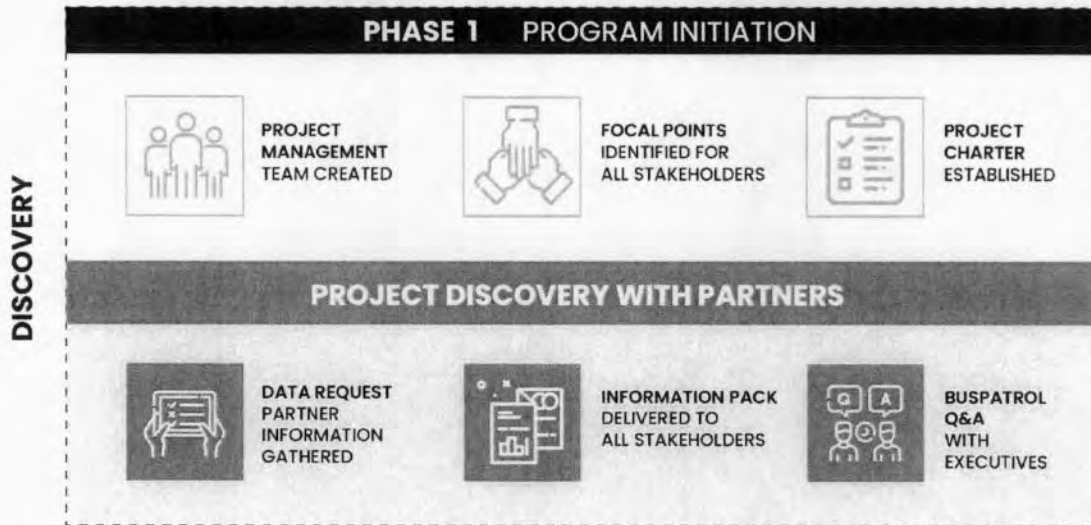 PHASE 1 PROGRAM INITIATION
DISCOVERY
PROJECT
MANAGEMENT
TEAM CREATED
FOCAL POINTS
IDENTIFIED FOR
ALL STAKEHOLDERS
PROJECT
CHARTER
ESTABLISHED
PROJECT DISCOVERY WITH PARTNERS
DATA REQUEST
PARTNER
INFORMATION
GATHERED
INFORMATION PACK
DELIVERED TO
ALL STAKEHOLDERS
Q A
BUSPATROL
Q&A
WITH
EXECUTIVES